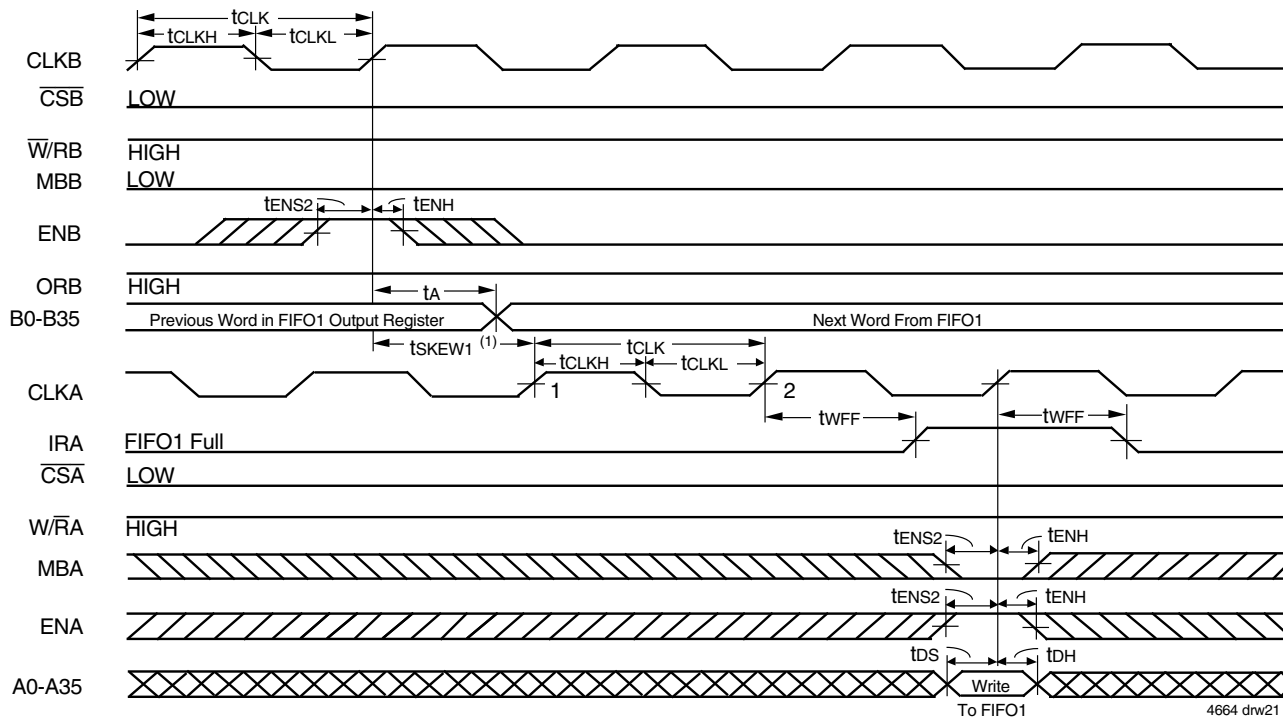 tCLK
tCLKH
tCLKL
CLKB
CSB
LOW
W/RB
HIGH
MBB
LOW
tENS2
tENH
ENB
ORB
HIGH
tA
B0-B35
Previous Word in FIFO1 Output Register
Next Word From FIFO1
tSKEW1 (1)
tCLK
tCLKH
tCLKL
CLKA
1
2
tWFF
tWFF
IRA
FIFO1 Full
CSA
LOW
W/RA
HIGH
tENS2
tENH
MBA
tENS2
tENH
ENA
tDS
tDH
A0-A35
Write
To FIFO1
4664 drw21